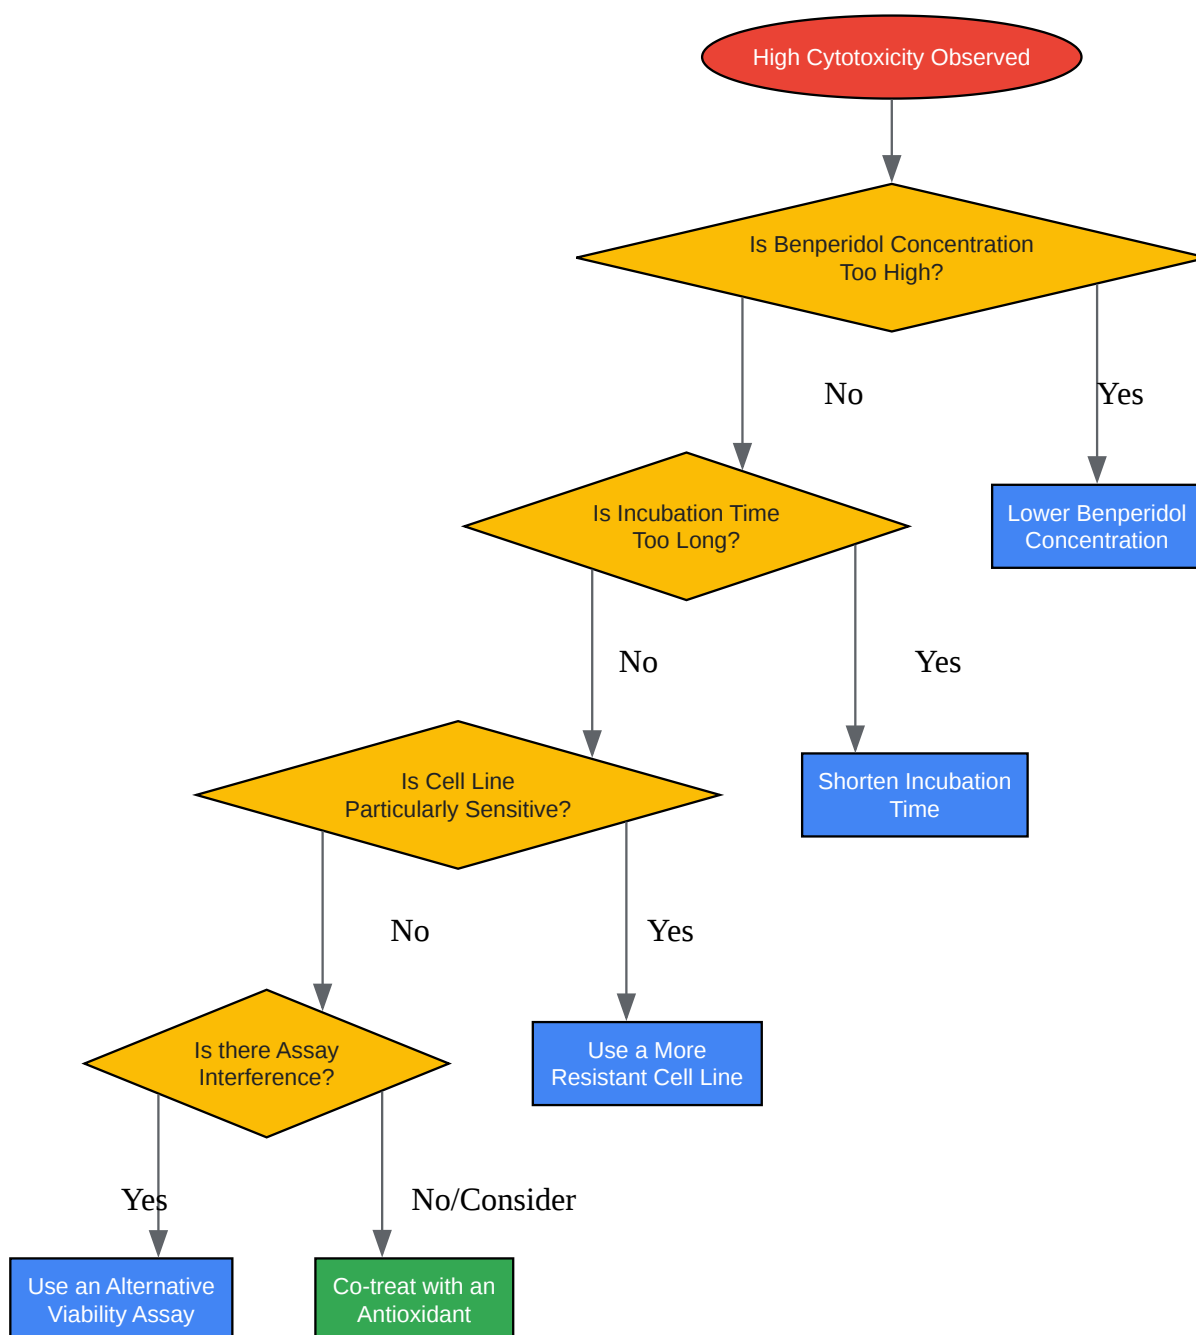 High Cytotoxicity Observed
Is Benperidol Concentration
Too High?
No
Yes
Is Incubation Time
Too Long?
Lower Benperidol
Concentration
No
Yes
Is Cell Line
Particularly Sensitive?
Shorten Incubation
Time
No
Yes
Is there Assay
Interference?
Use a More
Resistant Cell Line
Yes
No/Consider
Use an Alternative
Viability Assay
Co-treat with an
Antioxidant